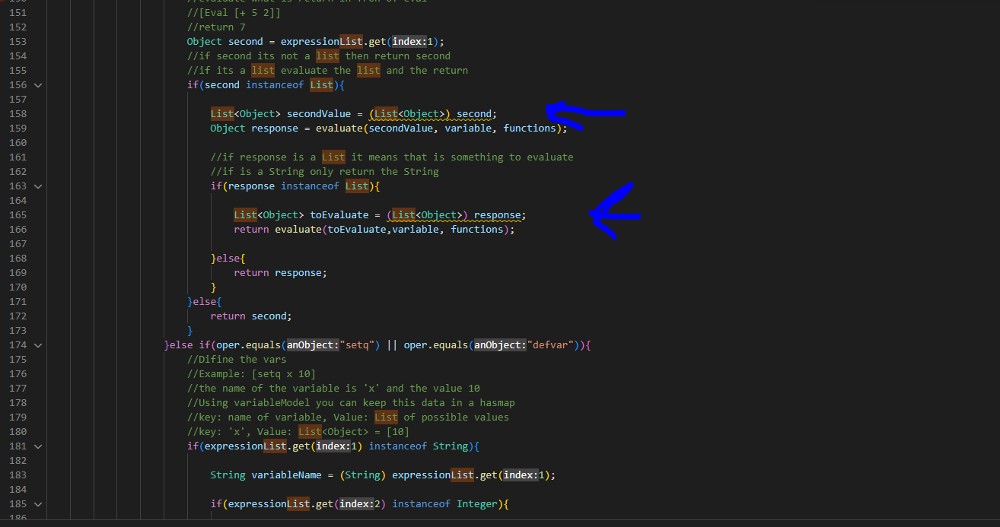 150 //evaluate what is return in fron of eval
151 //[Eval [+ 5 2]]
152 //return 7
153 Object second = expressionList.get(index:1);
154 //if second its not a list then return second
155 //if its a list evaluate the list and the return
156 if(second instanceof List){
157
158 List<Object> secondValue = (List<Object>) second;
159 Object response = evaluate(secondValue, variable, functions);
160
161 //if response is a List it means that is something to evaluate
162 //if is a String only return the String
163 if(response instanceof List){
164
165 List<Object> toEvaluate = (List<Object>) response;
166 return evaluate(toEvaluate,variable, functions);
167
168 }else{
169 return response;
170 }
171 }else{
172 return second;
173 }
174 }else if(oper.equals(anObject:"setq") || oper.equals(anObject:"defvar")){
175 //Difine the vars
176 //Example: [setq x 10]
177 //the name of the variable is 'x' and the value 10
178 //Using variableModel you can keep this data in a hasmap
179 //key: name of variable, Value: List of possible values
180 //key: 'x', Value: List<Object> = [10]
181 if(expressionList.get(index:1) instanceof String){
182
183 String variableName = (String) expressionList.get(index:1);
184
185 if(expressionList.get(index:2) instanceof Integer){
186